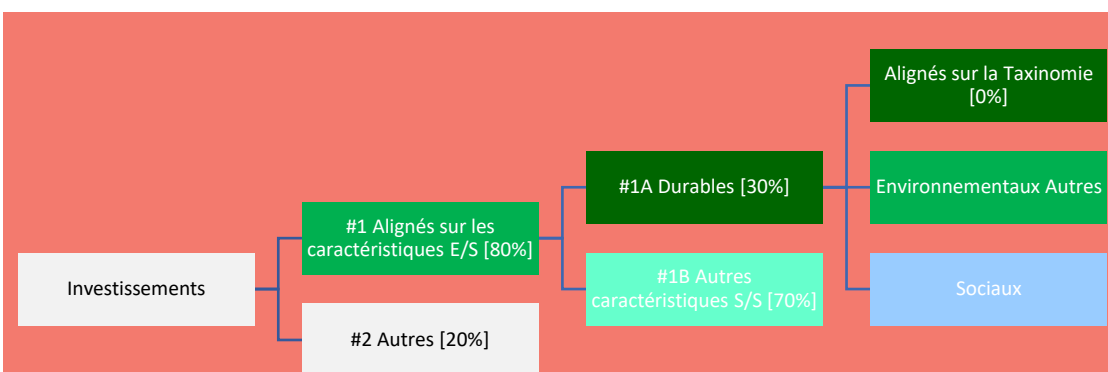 Investissements
#1 Alignés sur les
caractéristiques E/S [80%]
#2 Autres [20%]
#1A Durables [30%]
#1B Autres
caractéristiques S/S [70%]
Alignés sur la Taxinomie
[0%]
Environnementaux Autres
Sociaux